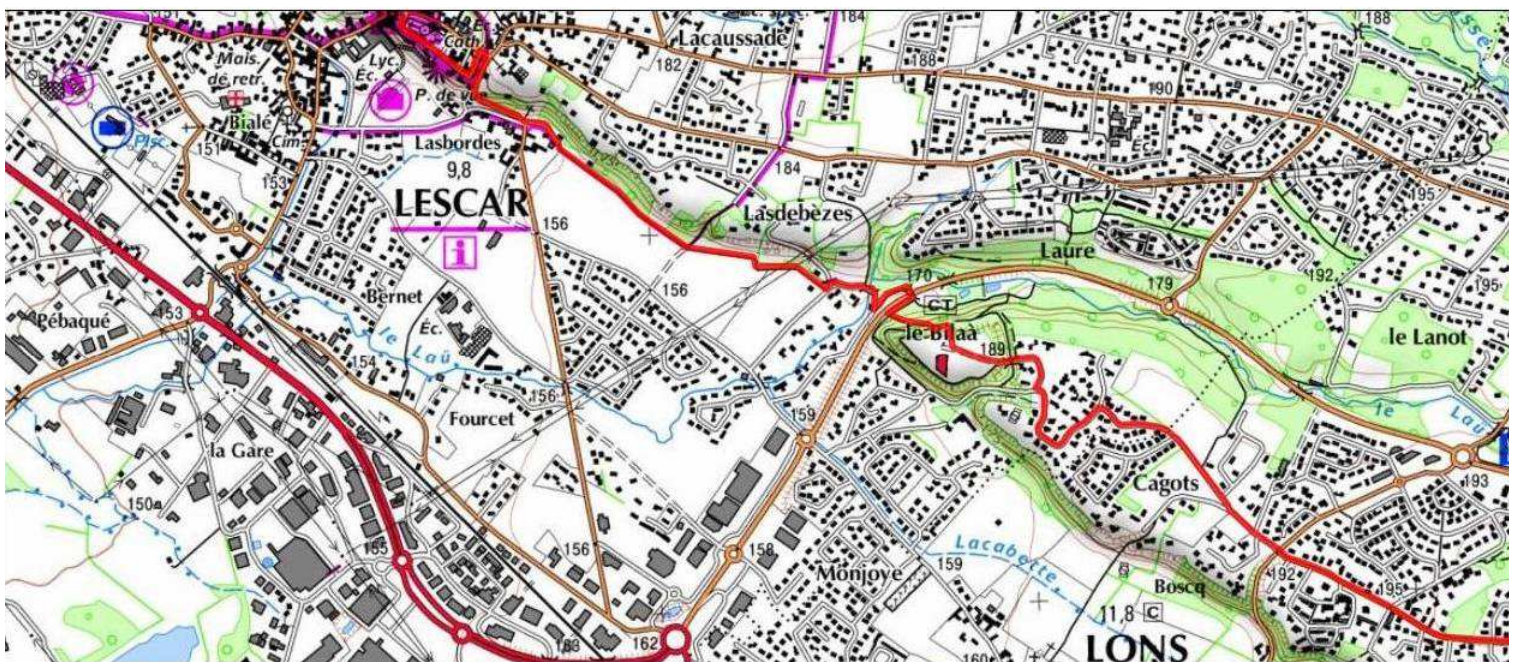 151
184
188
Lyc.
Éc.
Cath
Lacaussade
Mais.
de retr.
182
188
P. de v
190
Bialé
Pisc.
Cim.
151
Lasbordes
9,8
Éc.
153
184
195
LESCAR
i
156
Lasdebèzes
Laure
192
170
179
195
156
Bernet
Pébaqué
153
CT
le Bilaà
189
le Lanot
Éc.
le Laü
154
156
Fourcet
le
Laü
159
la Gare
193
Cagots
150
155
156
158
Lacabette
Monjoye
159
192
Boscq
195
11,8 C
163
162
160
LONS